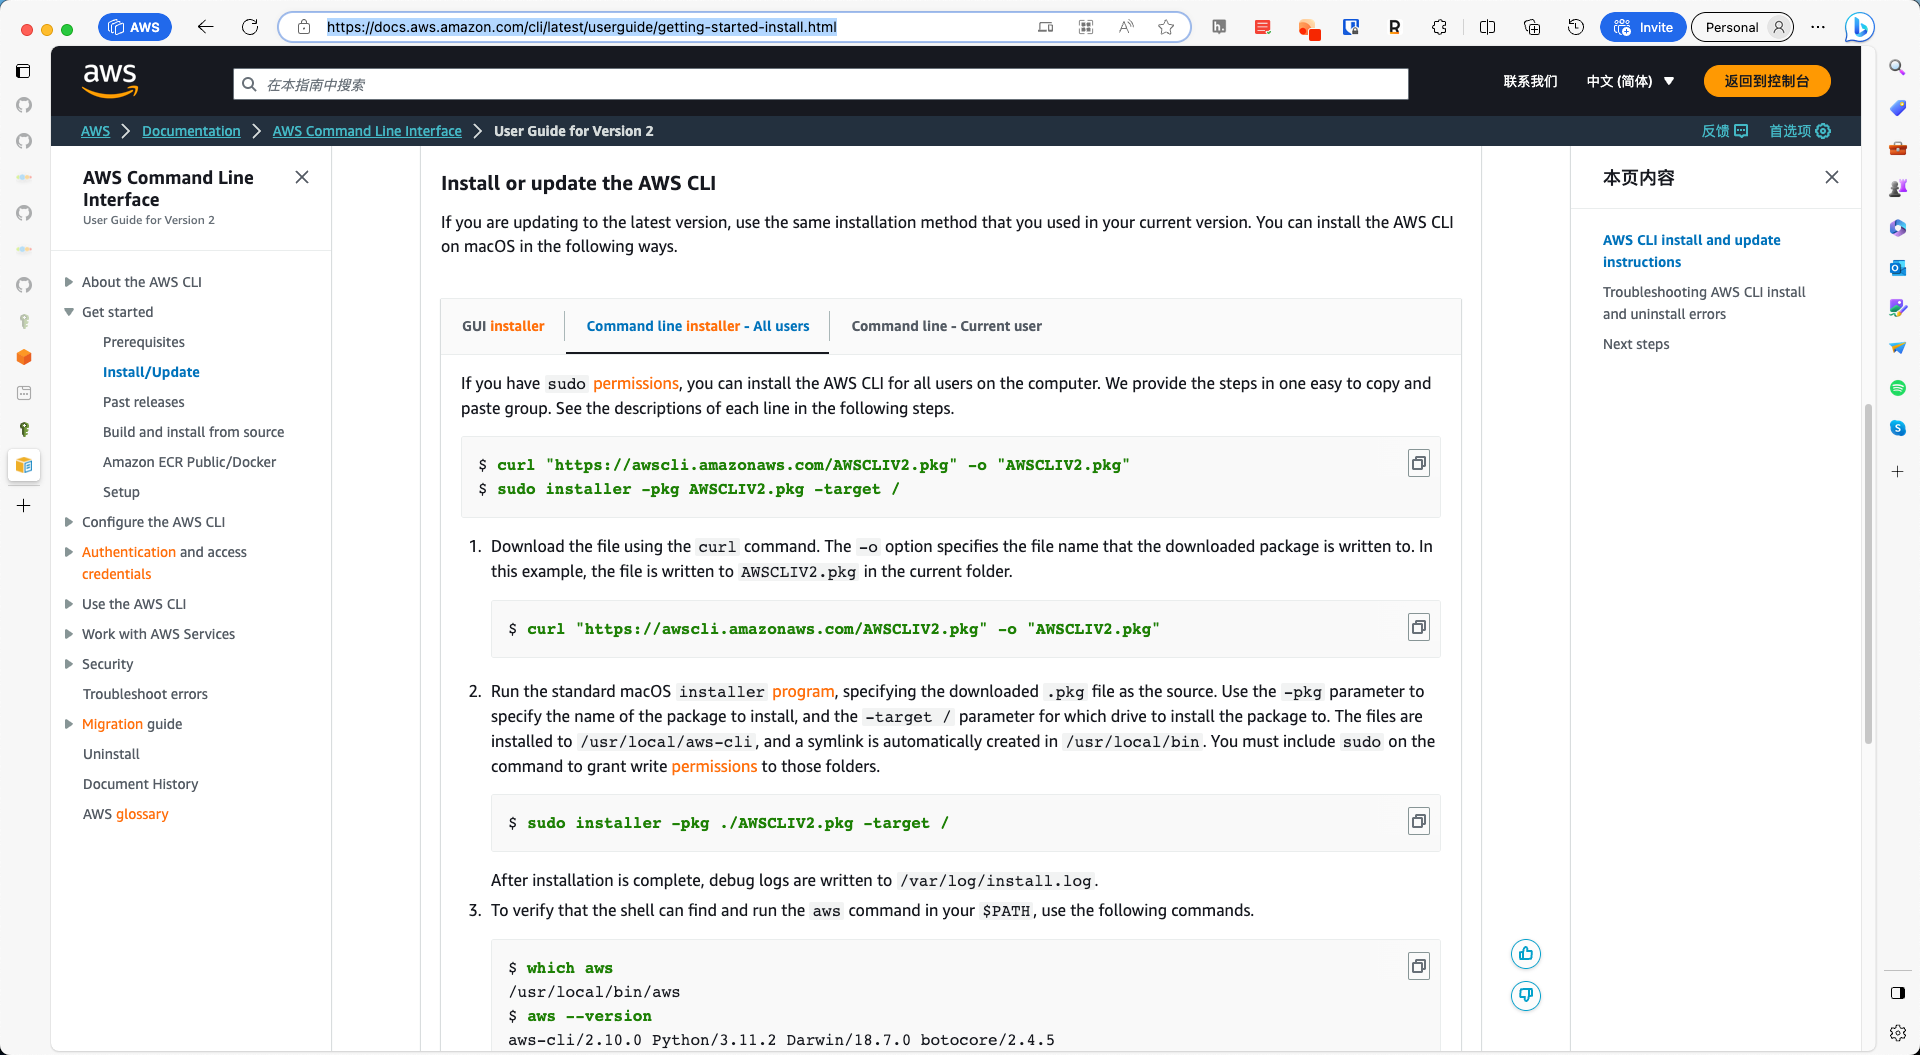 AWS
https://docs.aws.amazon.com/cli/latest/userguide/getting-started-install.html
Invite
Personal
aws
在本指南中搜索
联系我们
中文 (简体)
返回到控制台
AWS
Documentation
AWS Command Line Interface
User Guide for Version 2
反馈
首选项
AWS Command Line
Interface
User Guide for Version 2
About the AWS CLI
Get started
Prerequisites
Install/Update
Past releases
Build and install from source
Amazon ECR Public/Docker
Setup
Configure the AWS CLI
Authentication and access
credentials
Use the AWS CLI
Work with AWS Services
Security
Troubleshoot errors
Migration guide
Uninstall
Document History
AWS glossary
Install or update the AWS CLI
If you are updating to the latest version, use the same installation method that you used in your current version. You can install the AWS CLI
on macOS in the following ways.
GUI installer
Command line installer - All users
Command line - Current user
If you have sudo permissions, you can install the AWS CLI for all users on the computer. We provide the steps in one easy to copy and
paste group. See the descriptions of each line in the following steps.
$ curl "https://awscli.amazonaws.com/AWSCLIV2.pkg" -o "AWSCLIV2.pkg"
$ sudo installer -pkg AWSCLIV2.pkg -target /
1. Download the file using the curl command. The -o option specifies the file name that the downloaded package is written to. In
this example, the file is written to AWSCLIV2.pkg in the current folder.
$ curl "https://awscli.amazonaws.com/AWSCLIV2.pkg" -o "AWSCLIV2.pkg"
2. Run the standard macOS installer program, specifying the downloaded .pkg file as the source. Use the -pkg parameter to
specify the name of the package to install, and the -target / parameter for which drive to install the package to. The files are
installed to /usr/local/aws-cli, and a symlink is automatically created in /usr/local/bin. You must include sudo on the
command to grant write permissions to those folders.
$ sudo installer -pkg ./AWSCLIV2.pkg -target /
After installation is complete, debug logs are written to /var/log/install.log.
3. To verify that the shell can find and run the aws command in your $PATH, use the following commands.
$ which aws
/usr/local/bin/aws
$ aws --version
aws-cli/2.10.0 Python/3.11.2 Darwin/18.7.0 botocore/2.4.5
本页内容
AWS CLI install and update
instructions
Troubleshooting AWS CLI install
and uninstall errors
Next steps